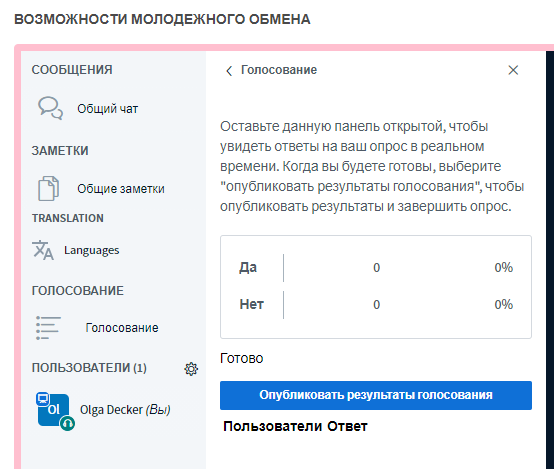 ВОЗМОЖНОСТИ МОЛОДЕЖНОГО ОБМЕНА
СООБЩЕНИЯ
Общий чат
ЗАМЕТКИ
Общие заметки
TRANSLATION
Languages
ГОЛОСОВАНИЕ
Голосование
ПОЛЬЗОВАТЕЛИ (1)
Ol
Olga Decker (Вы)
Голосование
Оставьте данную панель открытой, чтобы
увидеть ответы на ваш опрос в реальном
времени. Когда вы будете готовы, выберите
"опубликовать результаты голосования", чтобы
опубликовать результаты и завершить опрос.
Да 0 0%
Нет 0 0%
Готово
Опубликовать результаты голосования
Пользователи Ответ